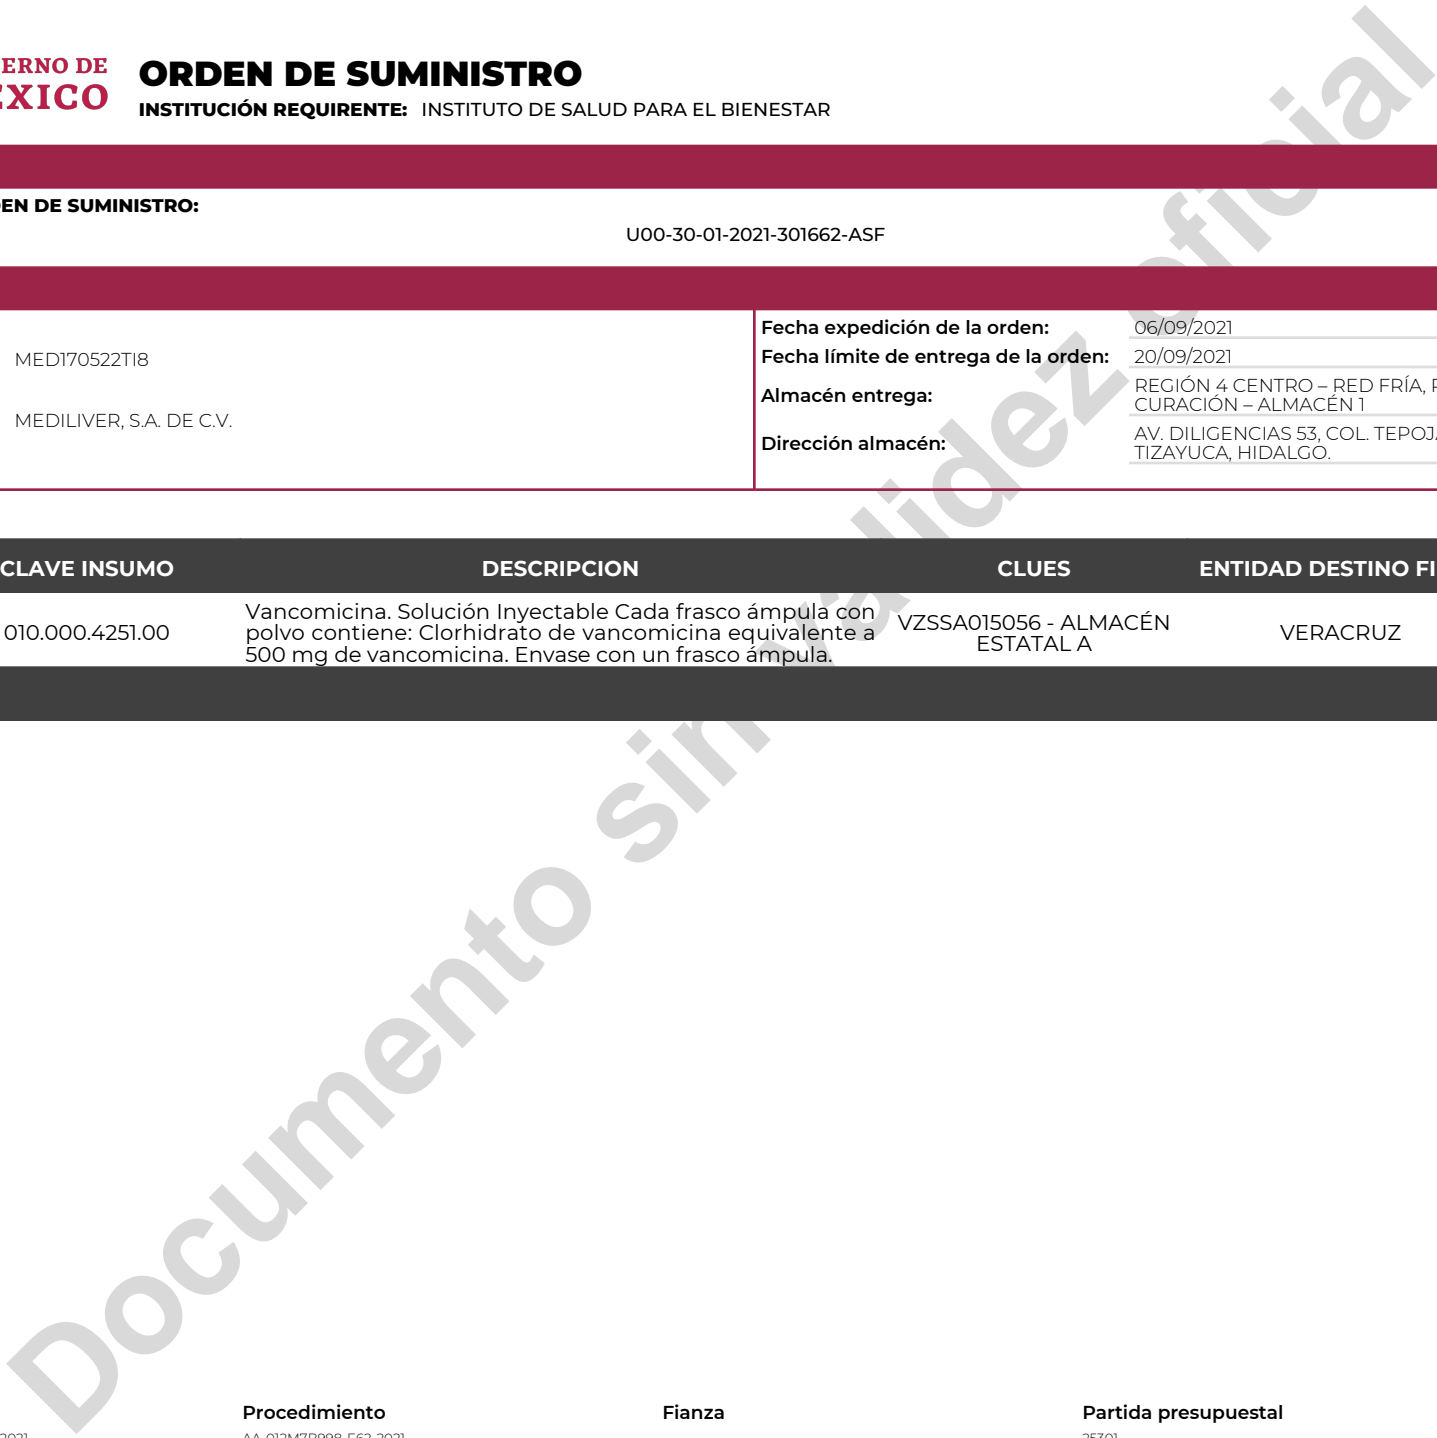 ERNO DE
EXICO
ORDEN DE SUMINISTRO
INSTITUCIÓN REQUIRENTE: INSTITUTO DE SALUD PARA EL BIENESTAR
EN DE SUMINISTRO:
U00-30-01-2021-301662-ASF
MED170522TI8
MEDILIVER, S.A. DE C.V.
Fecha expedición de la orden: 06/09/2021
Fecha límite de entrega de la orden: 20/09/2021
Almacén entrega: REGIÓN 4 CENTRO – RED FRÍA,
CURACIÓN – ALMACÉN 1
Dirección almacén: AV. DILIGENCIAS 53, COL. TEPOJ
TIZAYUCA, HIDALGO.
CLAVE INSUMO DESCRIPCION CLUES ENTIDAD DESTINO FI
010.000.4251.00
Vancomicina. Solución Inyectable Cada frasco ámpula con
polvo contiene: Clorhidrato de vancomicina equivalente a
500 mg de vancomicina. Envase con un frasco ámpula.
VZSSA015056 - ALMACÉN
ESTATAL A
VERACRUZ
Documento sin validez oficial
Procedimiento Fianza Partida presupuestal